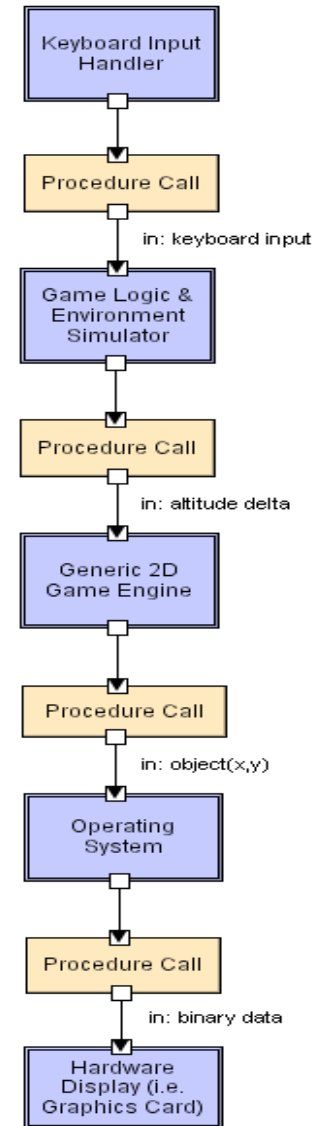 Keyboard Input
Handler
Procedure Call
in: keyboard input
Game Logic &
Environment
Simulator
Procedure Call
in: altitude delta
Generic 2D
Game Engine
Procedure Call
in: object(x,y)
Operating
System
Procedure Call
in: binary data
Hardware
Display (i.e.
Graphics Card)